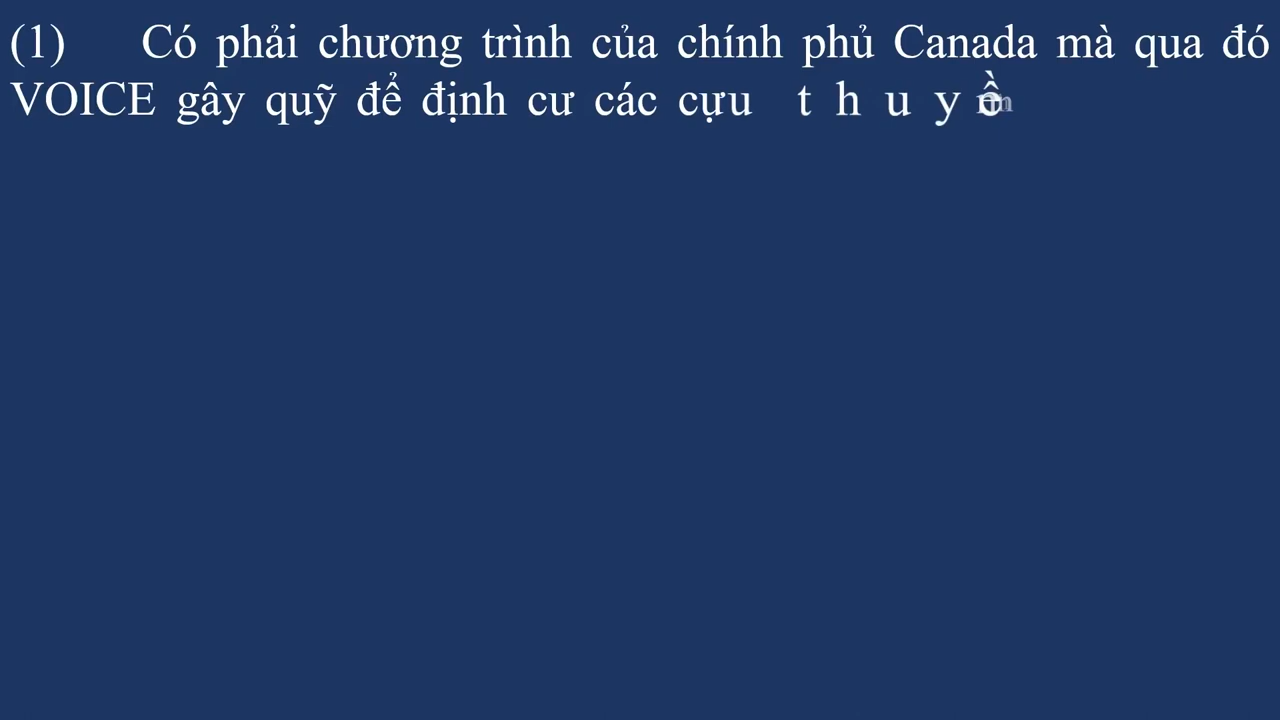 (1) Có phải chương trình của chính phủ Canada mà qua đó
VOICE gây quỹ để định cư các cựu